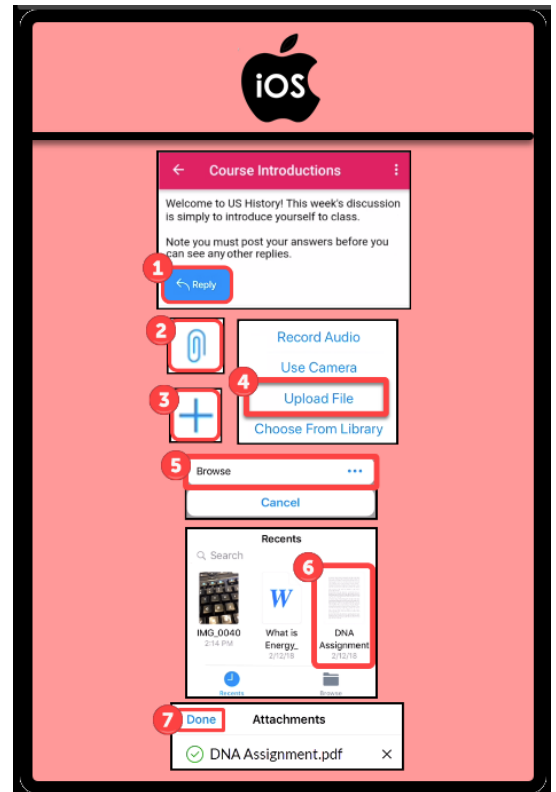 iOS
← Course Introductions
Welcome to US History! This week's discussion
is simply to introduce yourself to class.
Note you must post your answers before you
can see any other replies.
1
Reply
2
3
Record Audio
Use Camera
4
Upload File
Choose From Library
5
Browse ...
Cancel
Recents
Search
6
W
IMG_0040
2:14 PM
What is
Energy_
2/12/18
DNA
Assignment
2/12/18
Recents Browse
7 Done Attachments
DNA Assignment.pdf ×